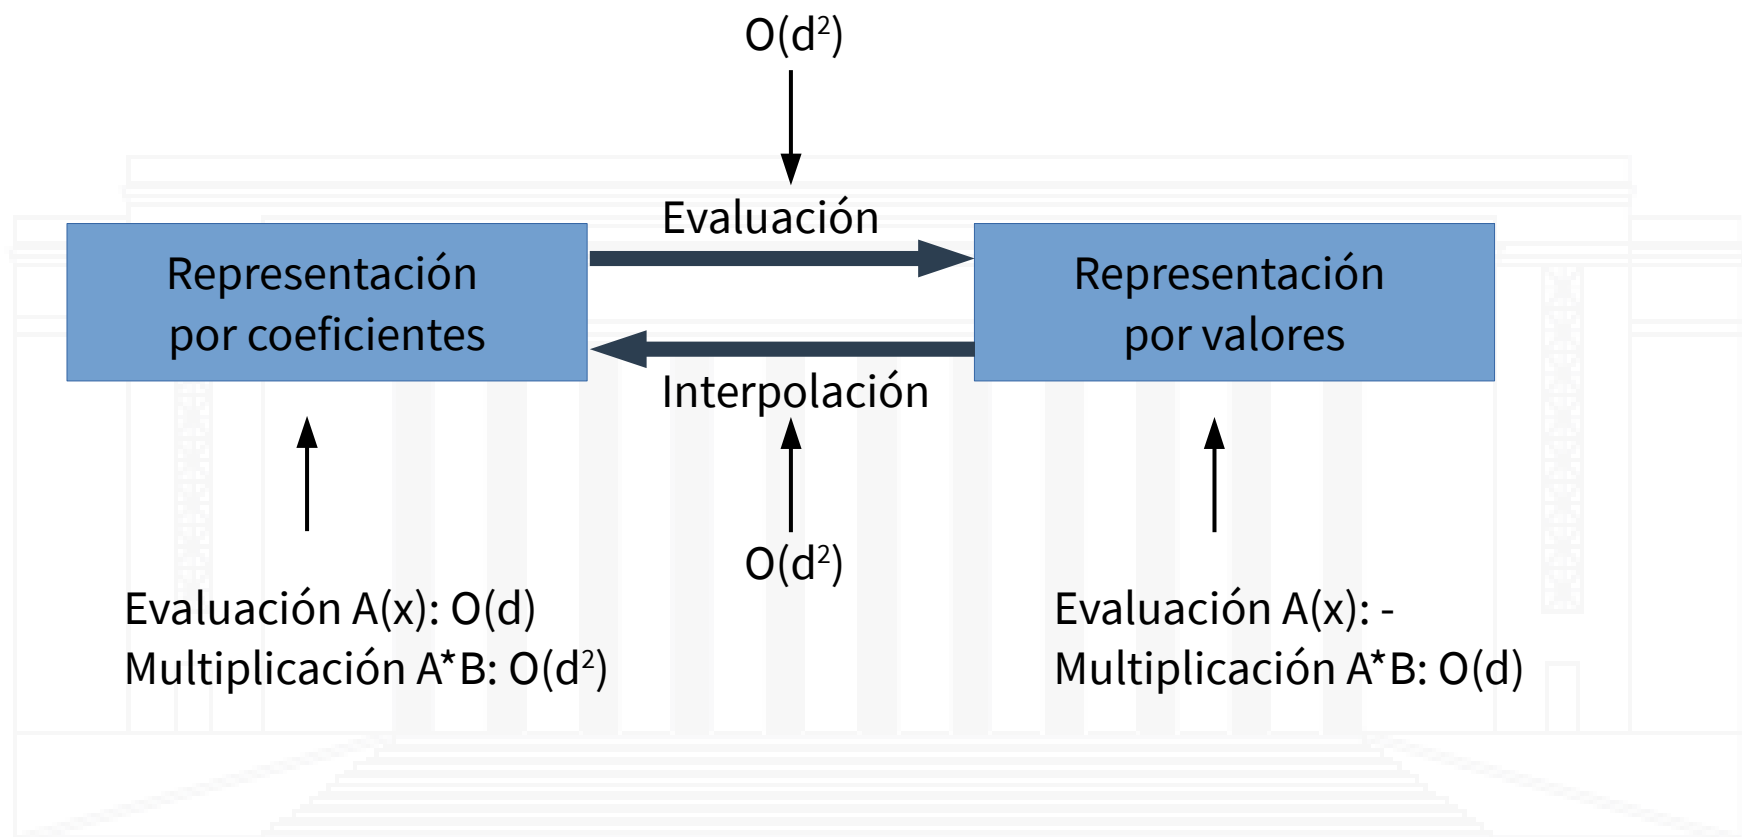 O(d²)
Evaluación
Representación
por coeficientes
Representación
por valores
Interpolación
O(d²)
Evaluación A(x): O(d)
Multiplicación A*B: O(d²)
Evaluación A(x): -
Multiplicación A*B: O(d)